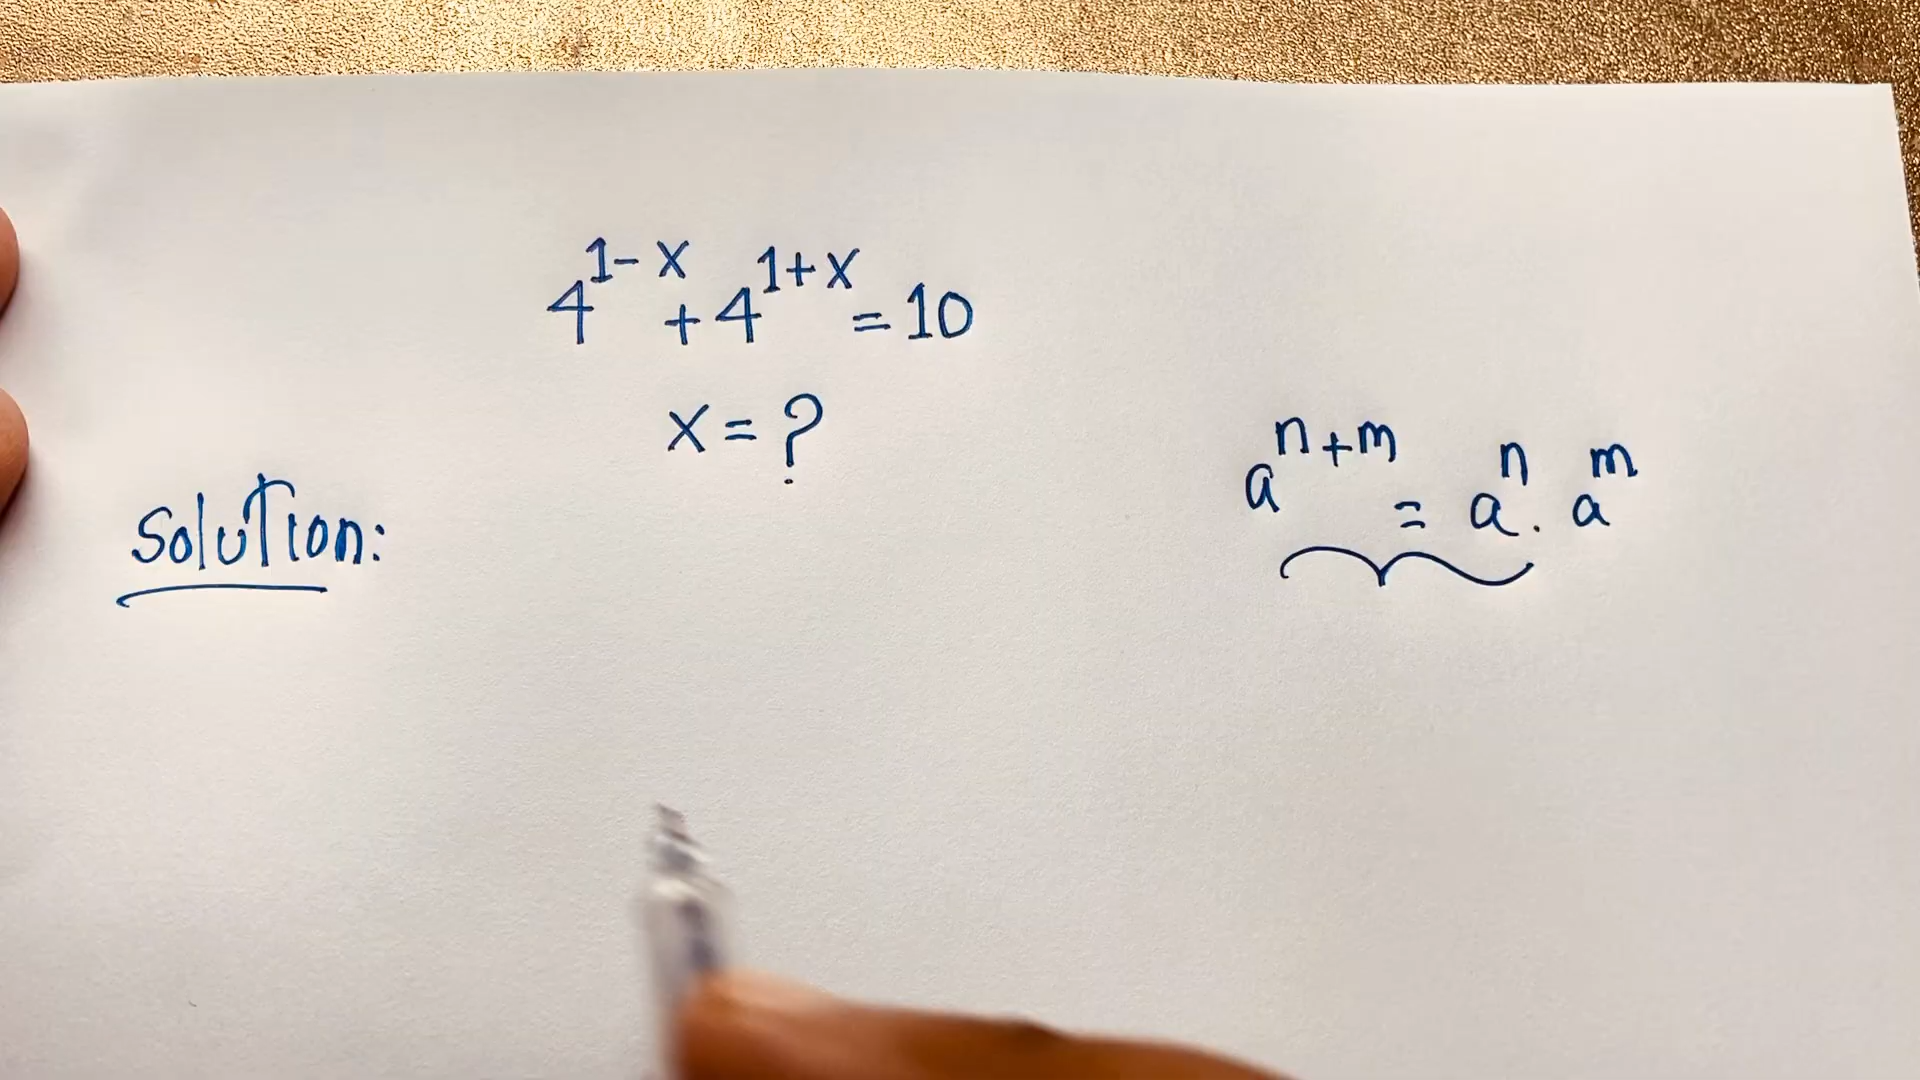 4^{1-x} + 4^{1+x} = 10
x = ?
a^{n+m} = a^n . a^m
Solution: